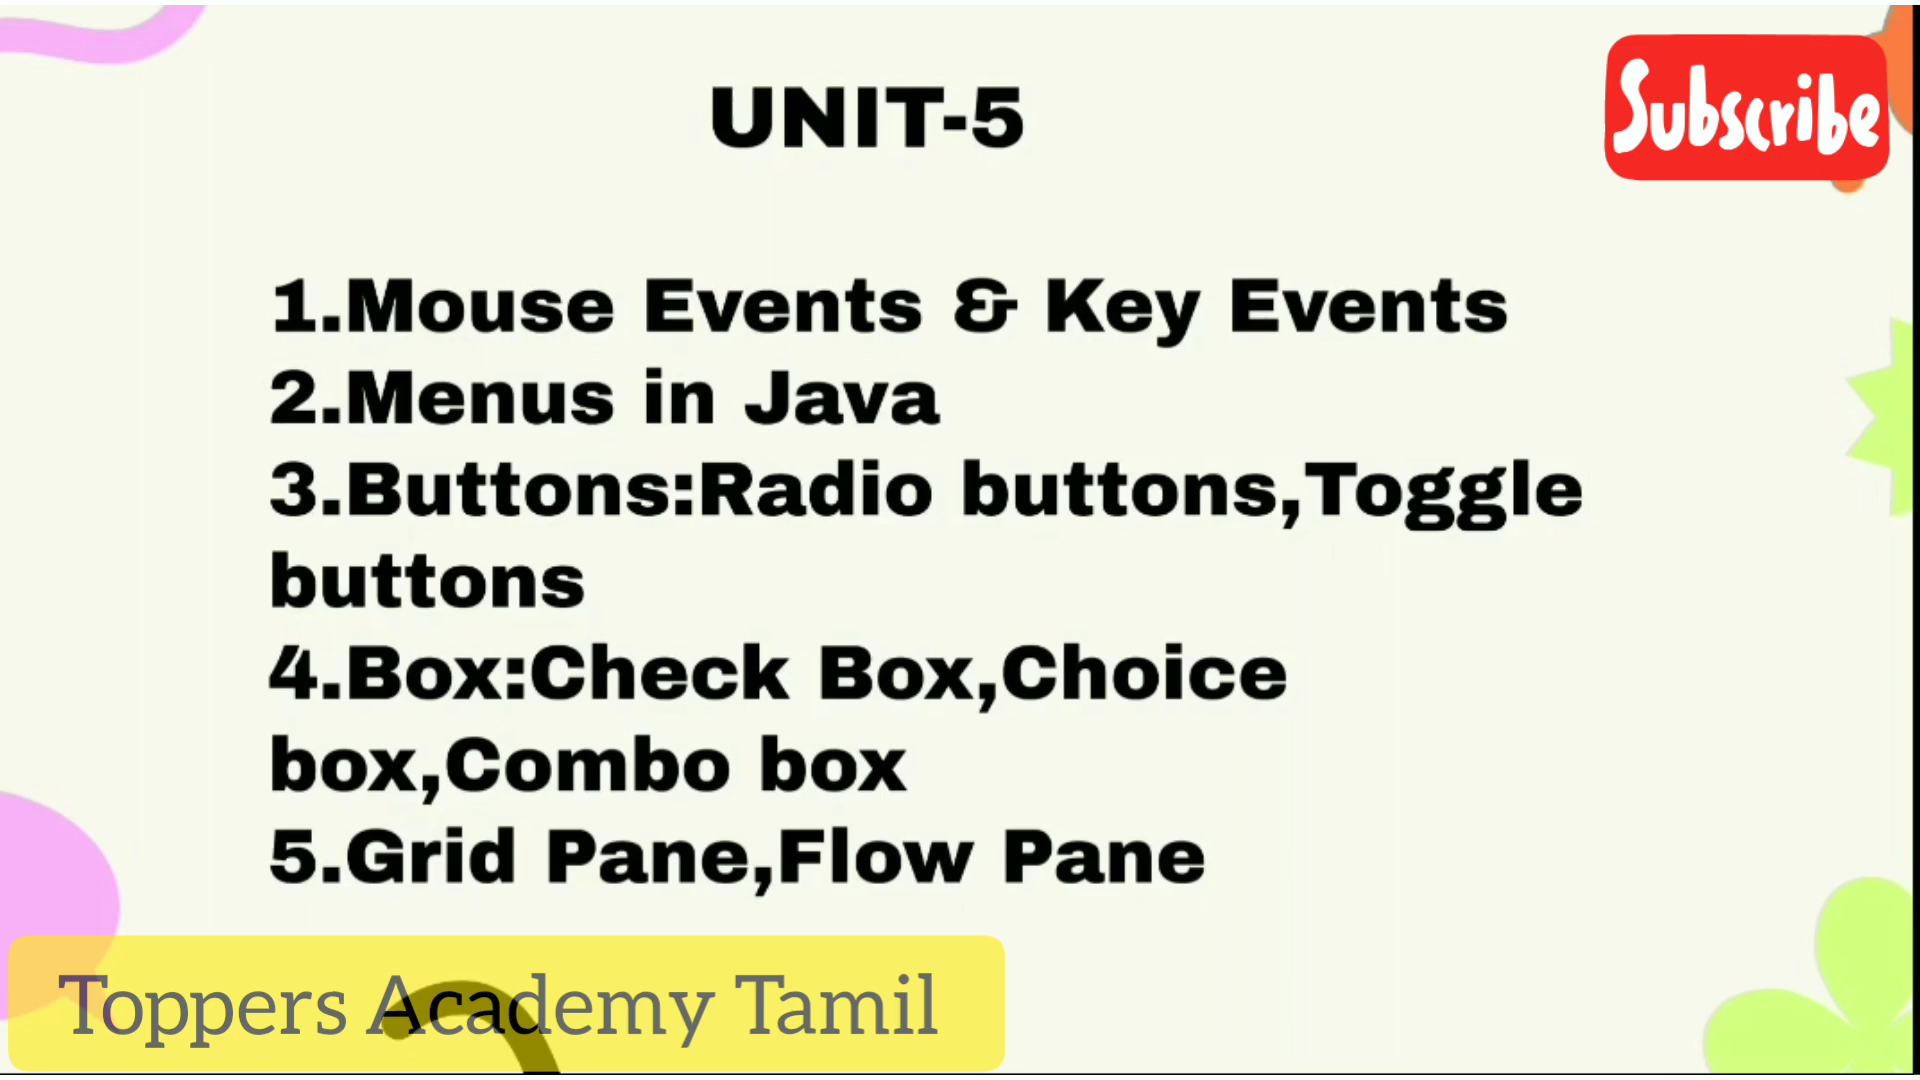 UNIT-5
Subscribe
1.Mouse Events & Key Events
2.Menus in Java
3.Buttons:Radio buttons,Toggle
buttons
4.Box:Check Box,Choice
box,Combo box
5.Grid Pane,Flow Pane
Toppers Academy Tamil